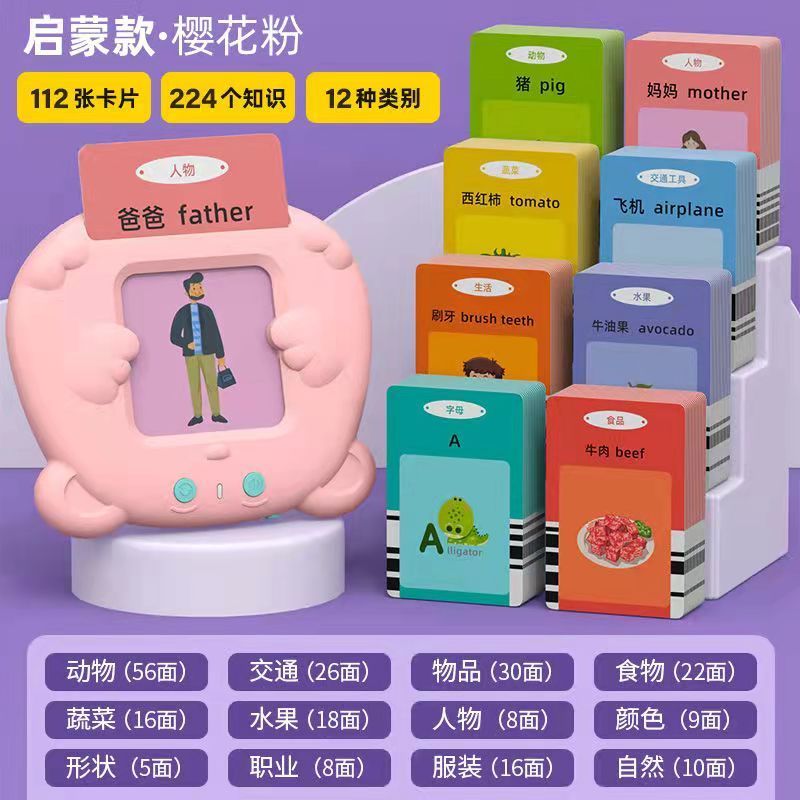 启蒙款·樱花粉
112张卡片
224个知识
12种类别
人物
爸爸 father
动物
猪 pig
人物
妈妈 mother
蔬菜
西红柿 tomato
交通工具
飞机 airplane
生活
刷牙 brush teeth
水果
牛油果 avocado
字母
A
Alligator
食品
牛肉 beef
动物（56面） 交通（26面） 物品（30面） 食物（22面）
蔬菜（16面） 水果（18面） 人物（8面） 颜色（9面）
形状（5面） 职业（8面） 服装（16面） 自然（10面）